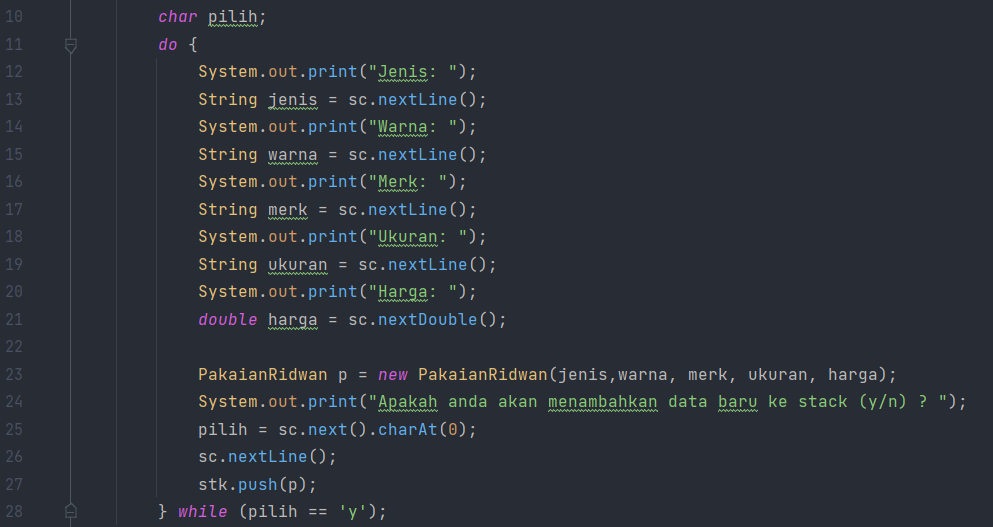 10 char pilih;
11 do {
12 System.out.print("Jenis: ");
13 String jenis = sc.nextLine();
14 System.out.print("Warna: ");
15 String warna = sc.nextLine();
16 System.out.print("Merk: ");
17 String merk = sc.nextLine();
18 System.out.print("Ukuran: ");
19 String ukuran = sc.nextLine();
20 System.out.print("Harga: ");
21 double harga = sc.nextDouble();
22
23 PakaianRidwan p = new PakaianRidwan(jenis,warna, merk, ukuran, harga);
24 System.out.print("Apakah anda akan menambahkan data baru ke stack (y/n) ? ");
25 pilih = sc.next().charAt(0);
26 sc.nextLine();
27 stk.push(p);
28 } while (pilih == 'y');